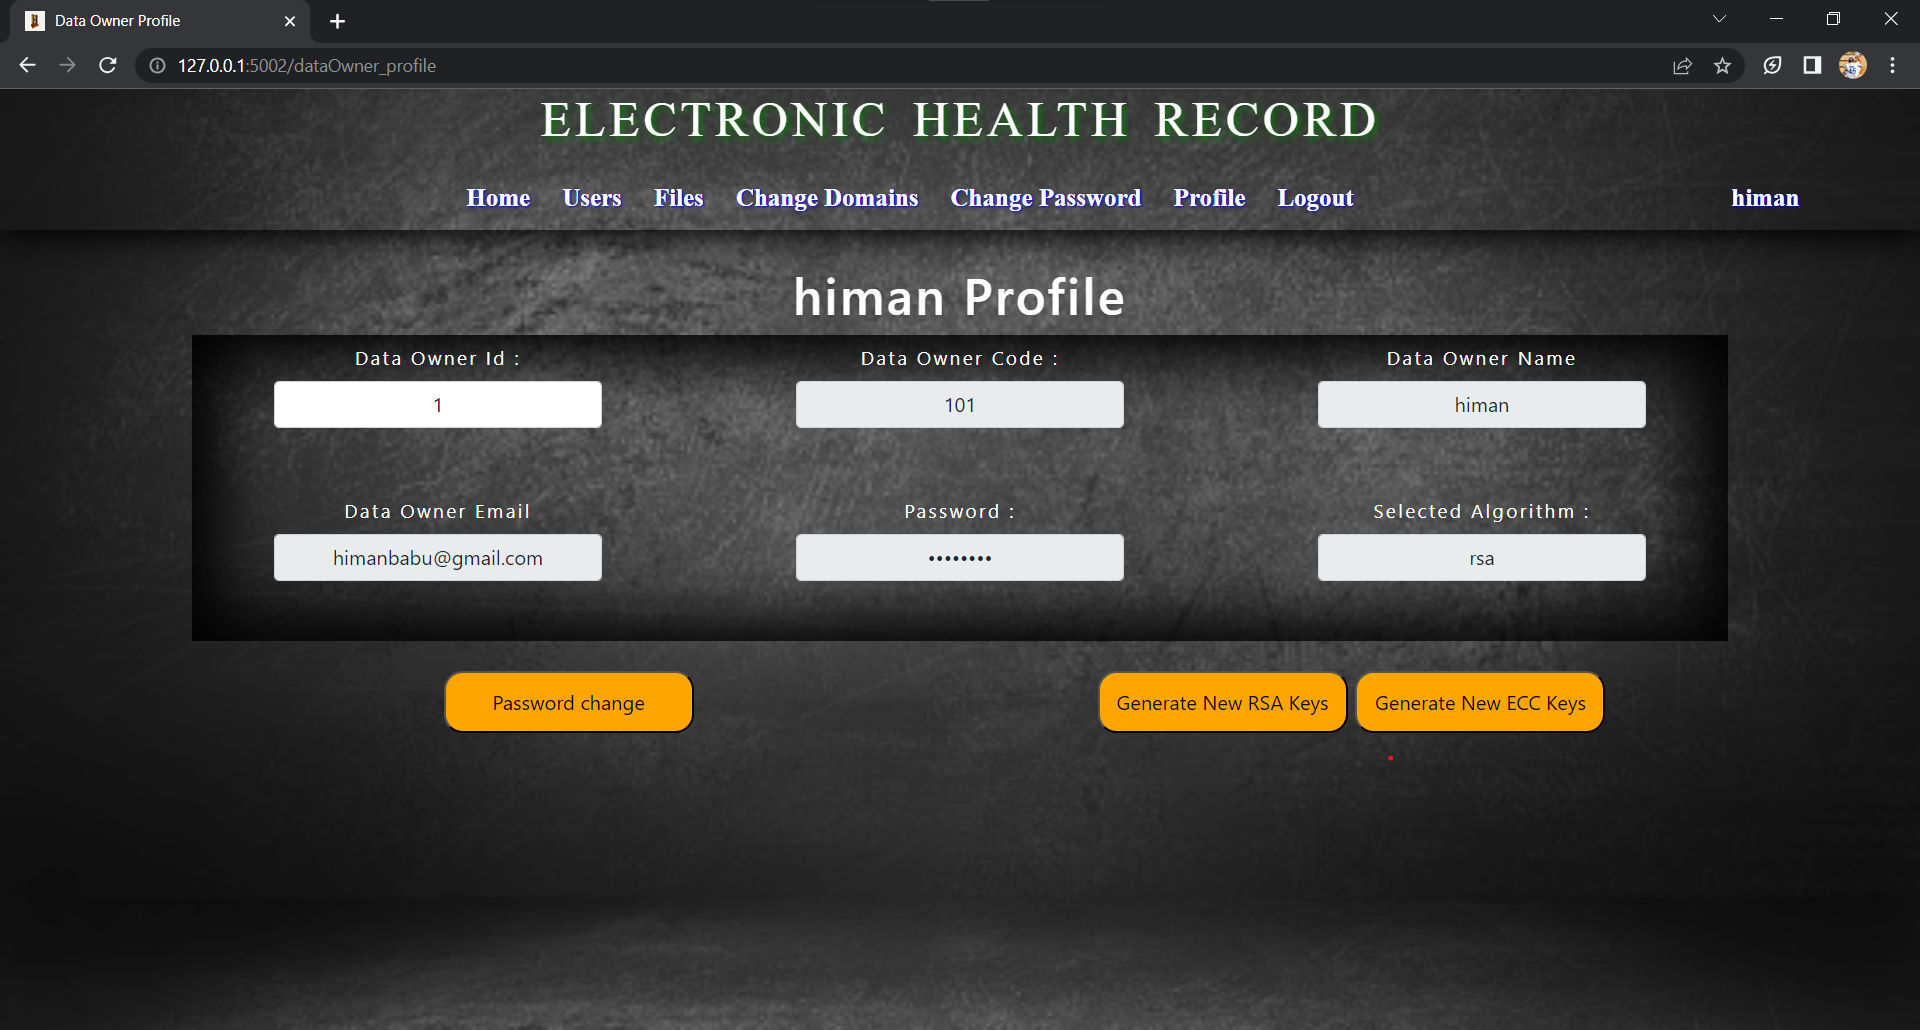 Data Owner Profile
127.0.0.1:5002/dataOwner_profile
ELECTRONIC HEALTH RECORD
Home Users Files Change Domains Change Password Profile Logout himan
himan Profile
Data Owner Id : Data Owner Code : Data Owner Name
1 101 himan
Data Owner Email Password : Selected Algorithm :
himanbabu@gmail.com •••••••• rsa
Password change Generate New RSA Keys Generate New ECC Keys